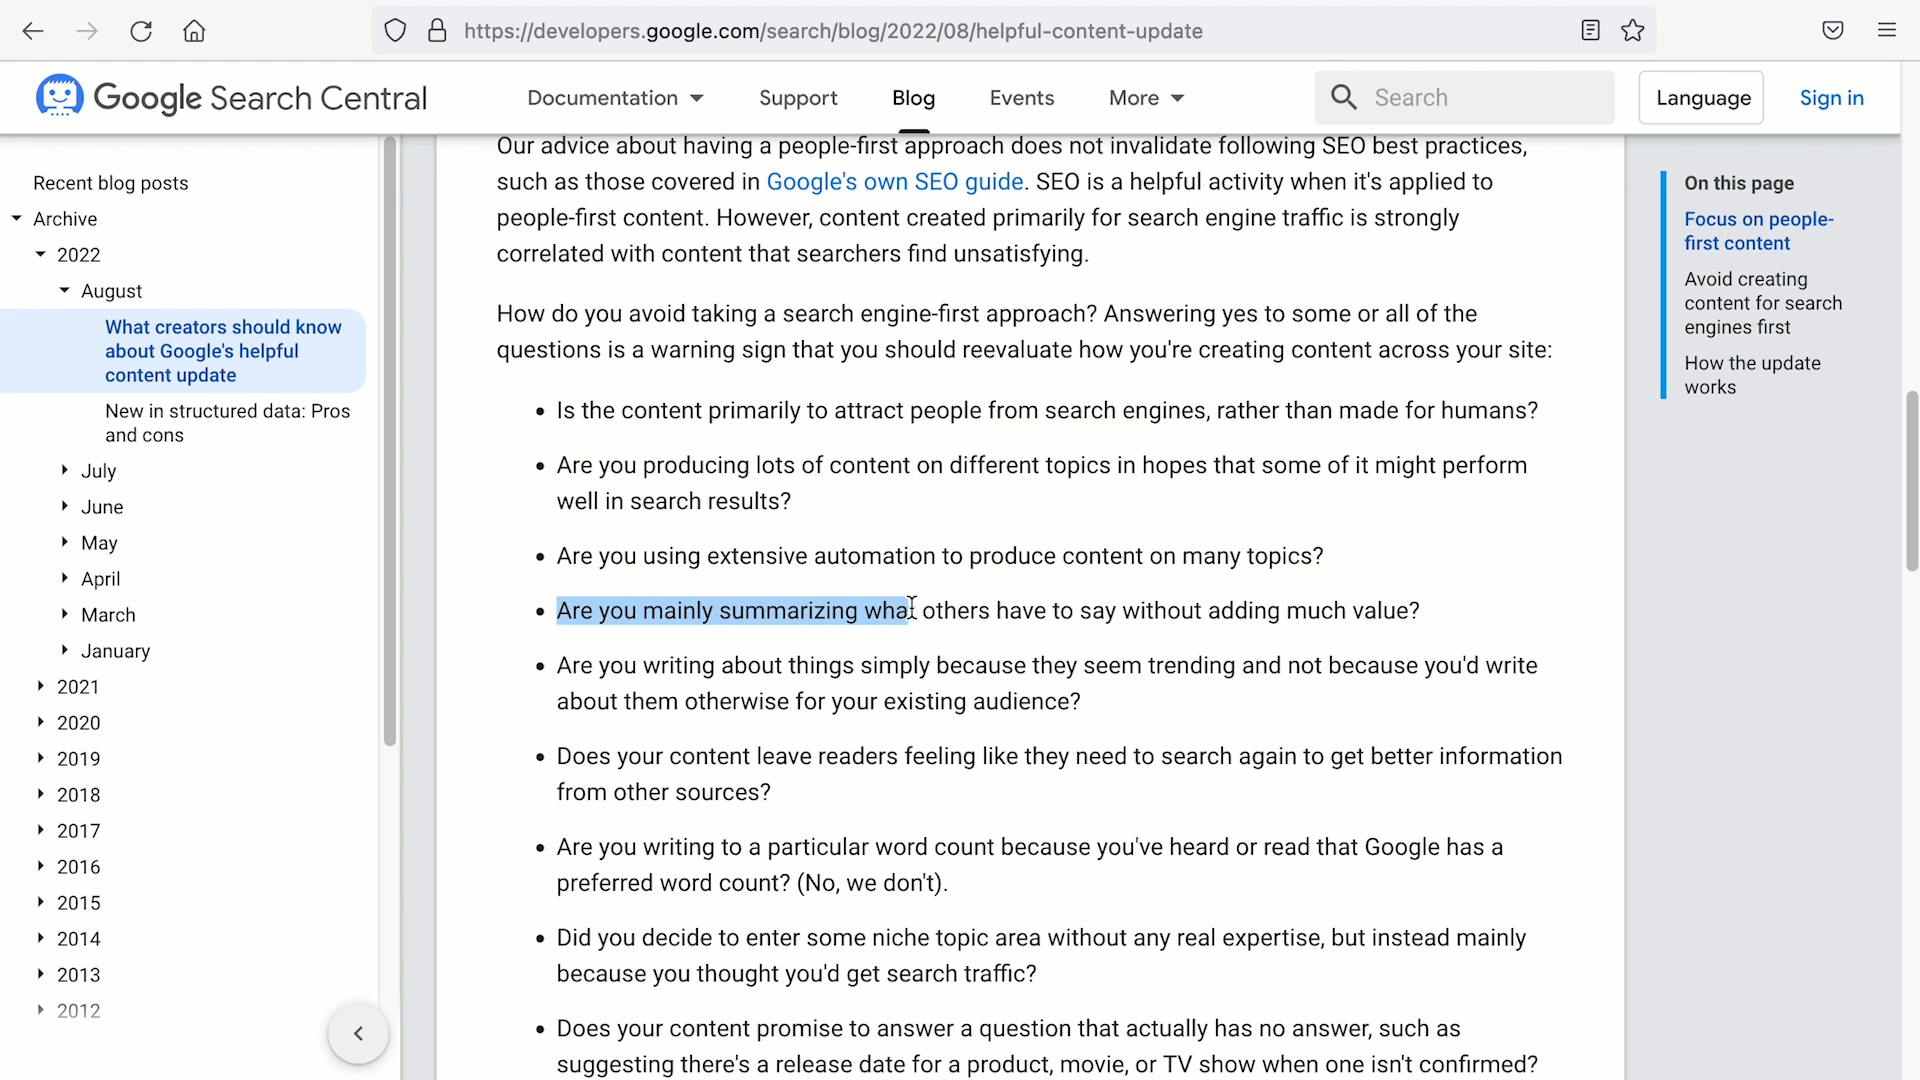 https://developers.google.com/search/blog/2022/08/helpful-content-update
Google Search Central
Documentation
Support
Blog
Events
More
Search
Language
Sign in
Recent blog posts
Archive
2022
August
What creators should know
about Google's helpful
content update
New in structured data: Pros
and cons
July
June
May
April
March
January
2021
2020
2019
2018
2017
2016
2015
2014
2013
2012
Our advice about having a people-first approach does not invalidate following SEO best practices,
such as those covered in Google's own SEO guide. SEO is a helpful activity when it's applied to
people-first content. However, content created primarily for search engine traffic is strongly
correlated with content that searchers find unsatisfying.
How do you avoid taking a search engine-first approach? Answering yes to some or all of the
questions is a warning sign that you should reevaluate how you're creating content across your site:
• Is the content primarily to attract people from search engines, rather than made for humans?
• Are you producing lots of content on different topics in hopes that some of it might perform
well in search results?
• Are you using extensive automation to produce content on many topics?
• Are you mainly summarizing what others have to say without adding much value?
• Are you writing about things simply because they seem trending and not because you'd write
about them otherwise for your existing audience?
• Does your content leave readers feeling like they need to search again to get better information
from other sources?
• Are you writing to a particular word count because you've heard or read that Google has a
preferred word count? (No, we don't).
• Did you decide to enter some niche topic area without any real expertise, but instead mainly
because you thought you'd get search traffic?
• Does your content promise to answer a question that actually has no answer, such as
suggesting there's a release date for a product, movie, or TV show when one isn't confirmed?
On this page
Focus on people-
first content
Avoid creating
content for search
engines first
How the update
works